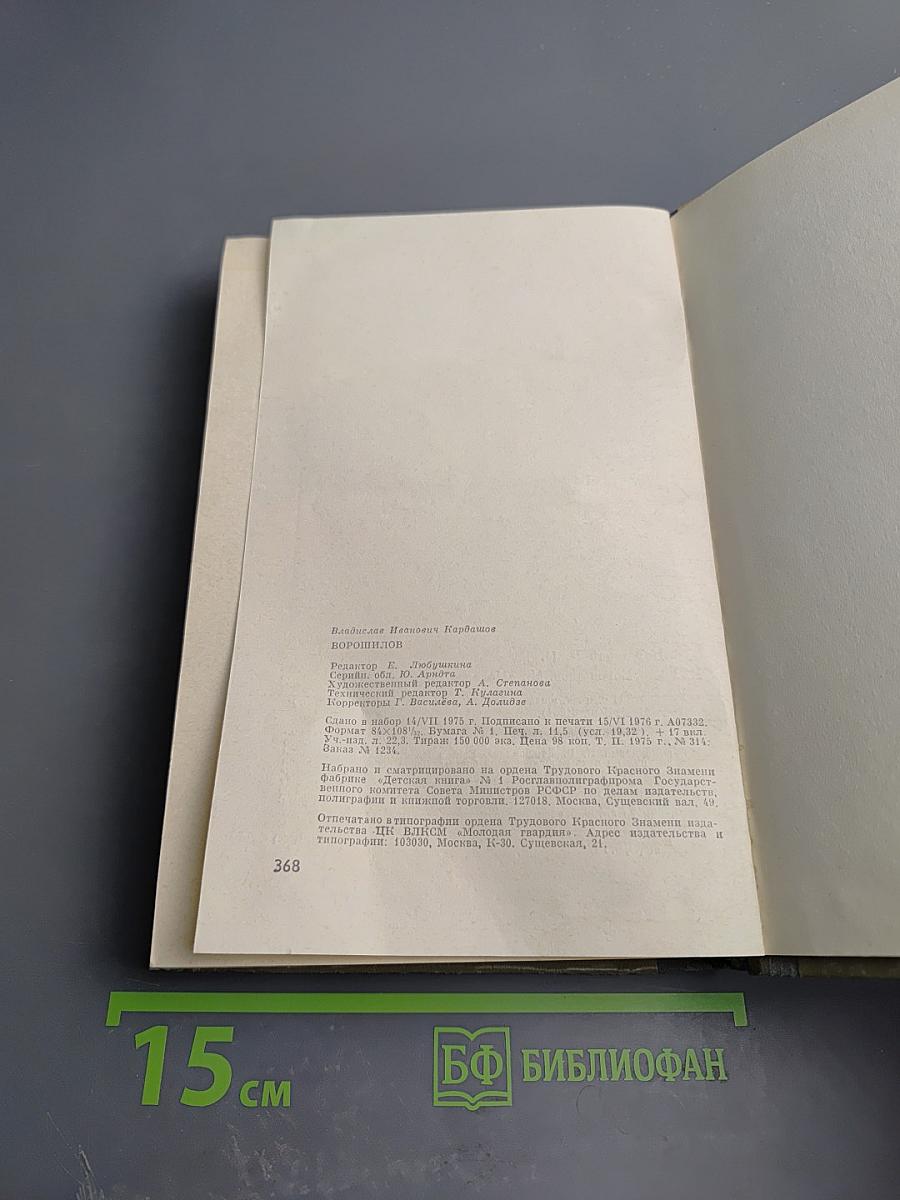 Владислав Иванович Кардашов
ВОРОШИЛОВ
Редактор Е. Любушкина
Серийн. обл. Ю. Арндта
Художественный редактор А. Степанова
Технический редактор Т. Кулагина
Корректоры Г. Василёва, А. Долидзе
Сдано в набор 14/VII 1975 г. Подписано к печати 15/VI 1976 г. А07332.
Формат 84×108¹/₃₂. Бумага № 1. Печ. л. 11,5 (усл. 19,32). + 17 вкл.
Уч.-изд. л. 22,3. Тираж 150 000 экз. Цена 98 коп. Т. П. 1975 г., № 314.
Заказ № 1234.
Набрано и сматрицировано на ордена Трудового Красного Знамени
фабрике «Детская книга» № 1 Росглавполиграфпрома Государст-
венного комитета Совета Министров РСФСР по делам издательств,
полиграфии и книжной торговли. 127018, Москва, Сущевский вал, 49.
Отпечатано в типографии ордена Трудового Красного Знамени изда-
тельства ЦК ВЛКСМ «Молодая гвардия». Адрес издательства и
типографии: 103030, Москва, К-30, Сущевская, 21.
368
15 см
БФ БИБЛИОФАН